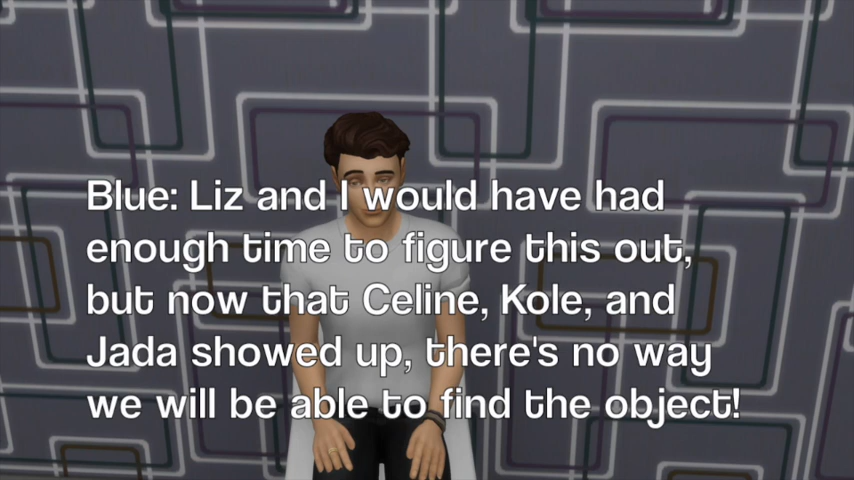 Blue: Liz and I would have had
enough time to figure this out,
but now that Celine, Kole, and
Jada showed up, there's no way
we will be able to find the object!